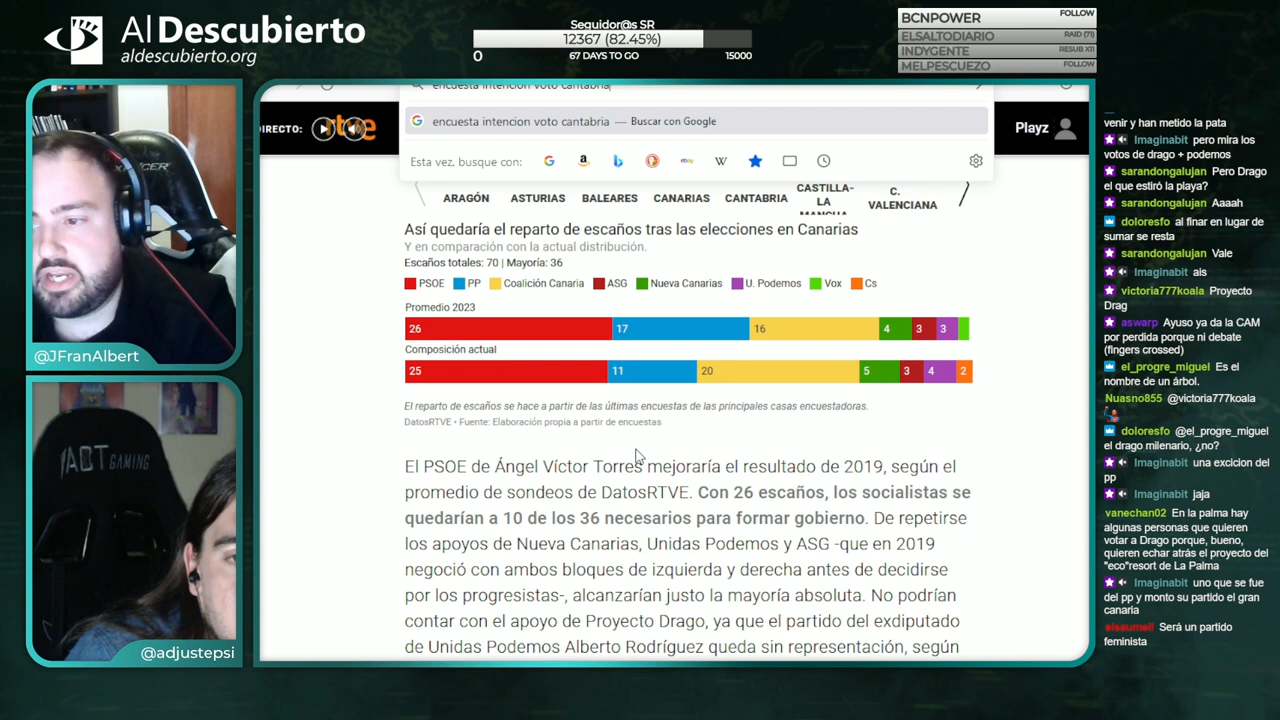 Al Descubierto
aldescubierto.org
Seguidor@s SR
12367 (82.45%)
0
67 DAYS TO GO
15000
BCNPOWER
FOLLOW
ELSALTODIARIO
RAID (71)
INDYGENTE
RESUB X11
MELPESCUEZO
FOLLOW
@JFranAlbert
ACT
GAMING
@adjustepsi
encuesta intencion voto cantabria
encuesta intencion voto cantabria — Buscar con Google
Esta vez, busque con:
DIRECTO:
rtve
Playz
ARAGÓN
ASTURIAS
BALEARES
CANARIAS
CANTABRIA
CASTILLA-
LA
MANCHA
C.
VALENCIANA
Así quedaría el reparto de escaños tras las elecciones en Canarias
Y en comparación con la actual distribución.
Escaños totales: 70 | Mayoría: 36
PSOE PP Coalición Canaria ASG Nueva Canarias U. Podemos Vox Cs
Promedio 2023
26 17 16 4 3 3
Composición actual
25 11 20 5 3 4 2
El reparto de escaños se hace a partir de las últimas encuestas de las principales casas encuestadoras.
DatosRTVE • Fuente: Elaboración propia a partir de encuestas
El PSOE de Ángel Víctor Torres mejoraría el resultado de 2019, según el
promedio de sondeos de DatosRTVE. Con 26 escaños, los socialistas se
quedarían a 10 de los 36 necesarios para formar gobierno. De repetirse
los apoyos de Nueva Canarias, Unidas Podemos y ASG -que en 2019
negoció con ambos bloques de izquierda y derecha antes de decidirse
por los progresistas-, alcanzarían justo la mayoría absoluta. No podrían
contar con el apoyo de Proyecto Drago, ya que el partido del exdiputado
de Unidas Podemos Alberto Rodríguez queda sin representación, según
venir y han metido la pata
Imaginabit pero mira los
votos de drago + podemos
sarandongalujan Pero Drago
el que estiró la playa?
sarandongalujan Aaaah
doloresfo al finar en lugar de
sumar se resta
sarandongalujan Vale
Imaginabit ais
victoria777koala Proyecto
Drag
aswarp Ayuso ya da la CAM
por perdida porque ni debate
(fingers crossed)
el_progre_miguel Es el
nombre de un árbol.
Nuasno855 @victoria777koala
doloresfo @el_progre_miguel
el drago milenario, ¿no?
Imaginabit una excicion del
pp
Imaginabit jaja
vanechan02 En la palma hay
algunas personas que quieren
votar a Drago porque, bueno,
quieren echar atrás el proyecto del
"eco"resort de La Palma
Imaginabit uno que se fue
del pp y monto su partido el gran
canaria
elsaumell Será un partido
feminista